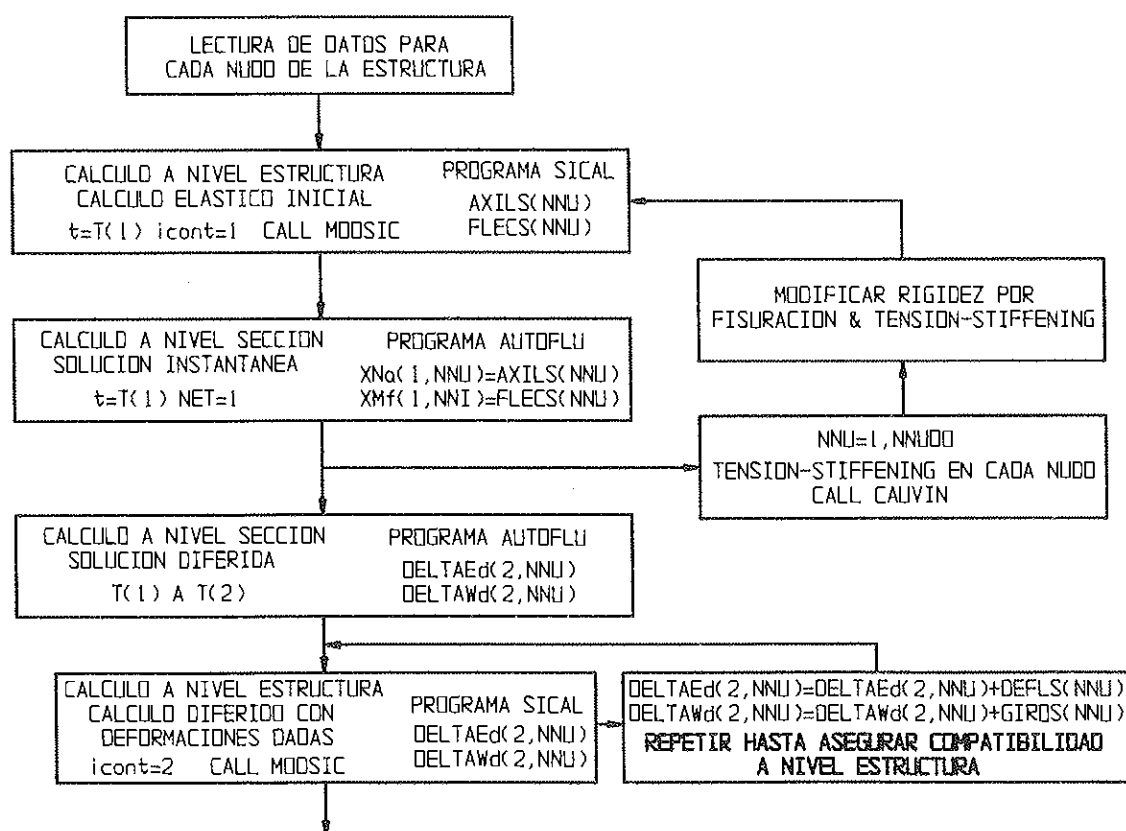 LECTURA DE DATOS PARA
CADA NUDO DE LA ESTRUCTURA
CALCULO A NIVEL ESTRUCTURA
CALCULO ELASTICO INICIAL
t=T(1) icont=1 CALL MODSIC
PROGRAMA SICAL
AXILS(NNU)
FLECS(NNU)
MODIFICAR RIGIDEZ POR
FISURACION & TENSION-STIFFENING
CALCULO A NIVEL SECCION
SOLUCION INSTANTANEA
t=T(1) NET=1
PROGRAMA AUTOFLU
XNa(1,NNU)=AXILS(NNU)
XMf(1,NNI)=FLECS(NNU)
NNU=1,NNUDO
TENSION-STIFFENING EN CADA NUDO
CALL CAUVIN
CALCULO A NIVEL SECCION
SOLUCION DIFERIDA
T(1) A T(2)
PROGRAMA AUTOFLU
DELTAEd(2,NNU)
DELTAWd(2,NNU)
CALCULO A NIVEL ESTRUCTURA
CALCULO DIFERIDO CON
DEFORMACIONES DADAS
icont=2 CALL MODSIC
PROGRAMA SICAL
DELTAEd(2,NNU)
DELTAWd(2,NNU)
DELTAEd(2,NNU)=DELTAEd(2,NNU)+DEFLS(NNU)
DELTAWd(2,NNU)=DELTAWd(2,NNU)+GIROS(NNU)
REPETIR HASTA ASEGURAR COMPATIBILIDAD
A NIVEL ESTRUCTURA